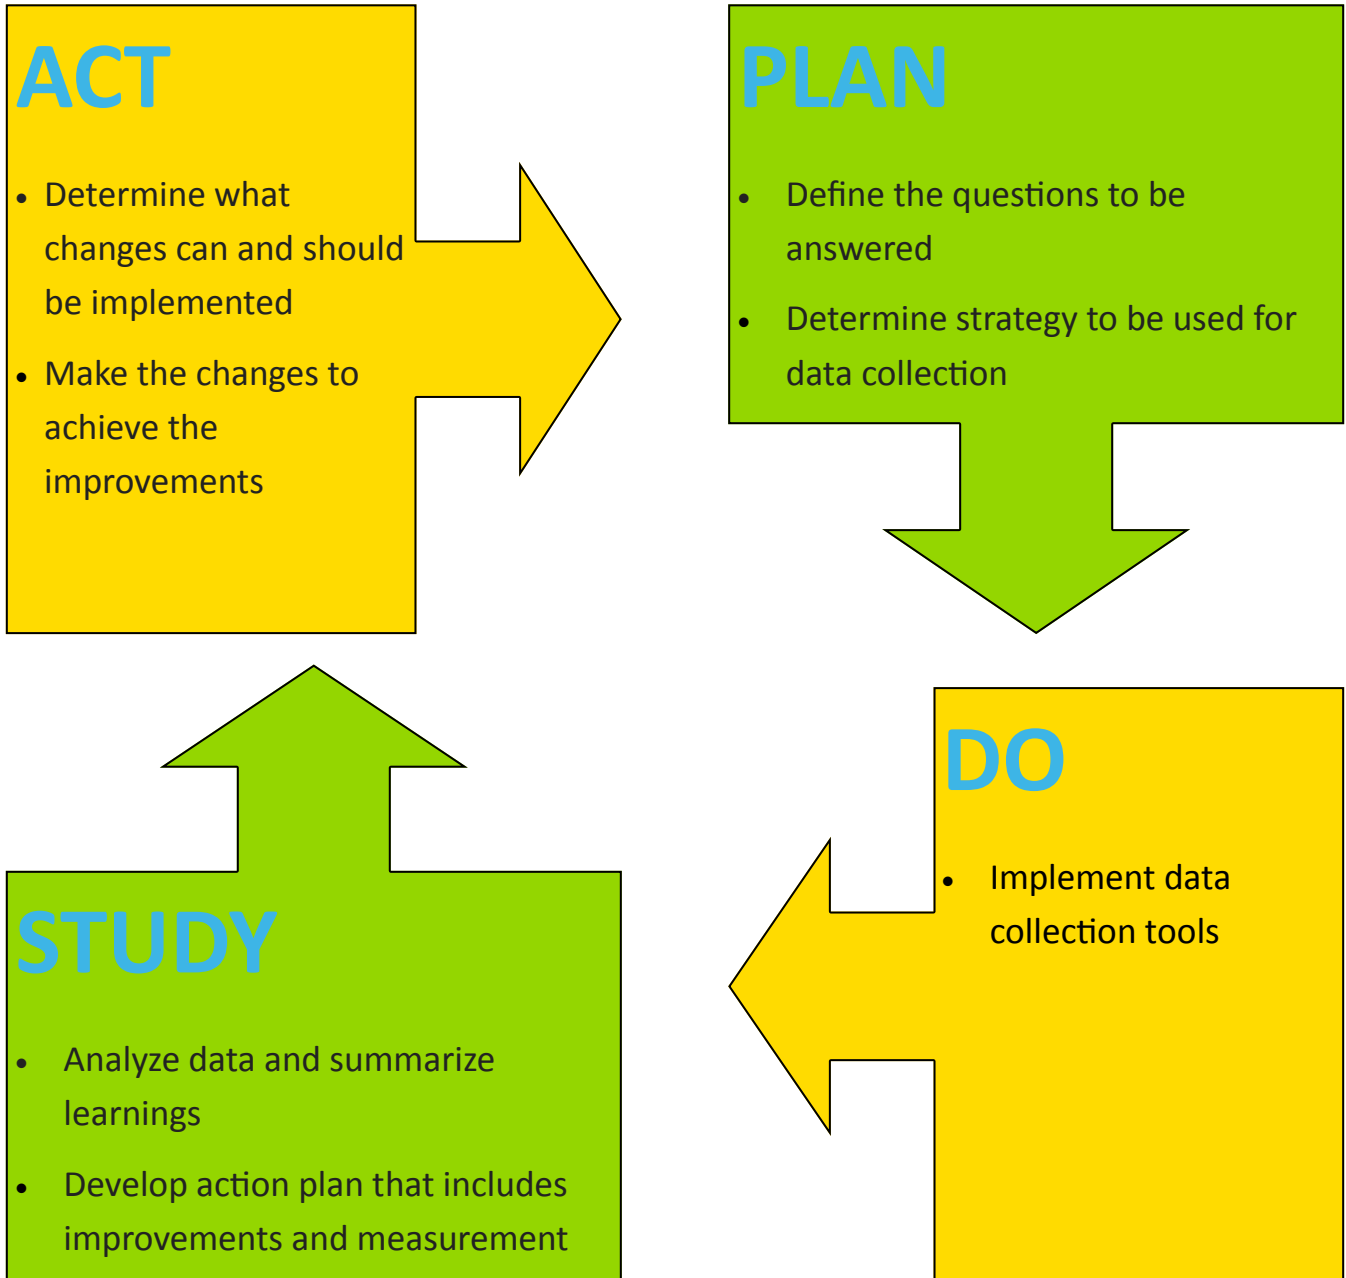 ACT
• Determine what
changes can and should
be implemented
• Make the changes to
achieve the
improvements
PLAN
• Define the questions to be
answered
• Determine strategy to be used for
data collection
DO
• Implement data
collection tools
STUDY
• Analyze data and summarize
learnings
• Develop action plan that includes
improvements and measurement